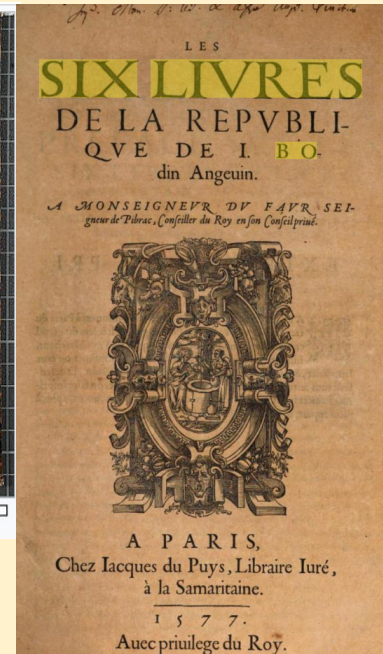 LES
SIX LIVRES
DE LA REPVBLI-
QVE DE I. BO-
din Angeuin.
A MONSEIGNEVR DV FAVR SEI-
gneur de Pibrac, Conſeiller du Roy en ſon Conſeil priué.
A PARIS,
Chez Iacques du Puys, Libraire Iuré,
à la Samaritaine.
1577.
Auec priuilege du Roy.